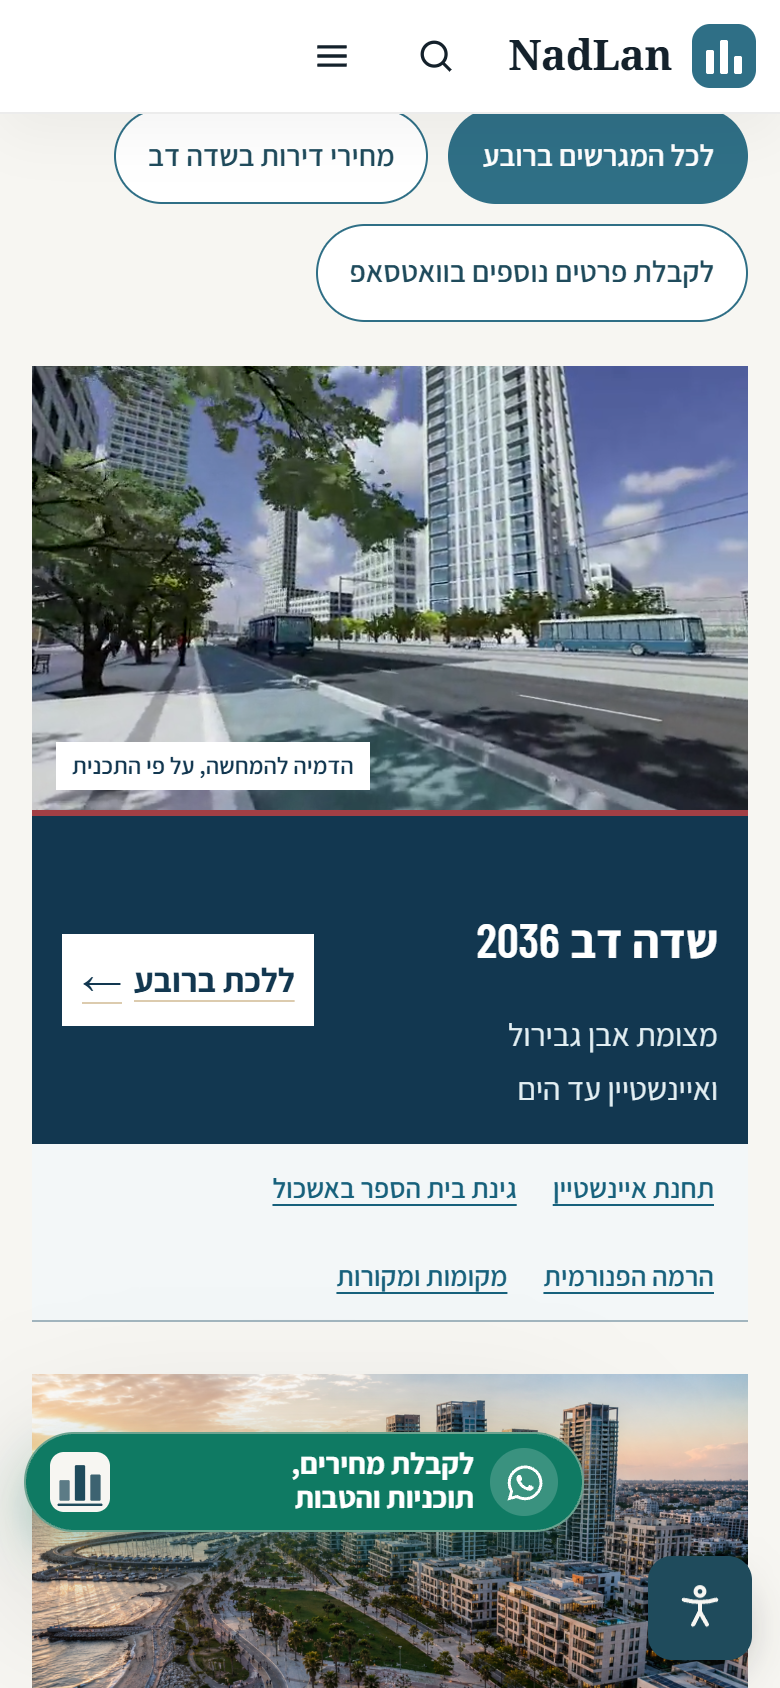 NadLan
לכל המגרשים ברובע
מחירי דירות בשדה דב
לקבלת פרטים נוספים בוואטסאפ
הדמיה להמחשה, על פי התכנית
שדה דב 2036
מצומת אבן גבירול
ואיינשטיין עד הים
ללכת ברובע ←
תחנת איינשטיין
גינת בית הספר באשכול
הרמה הפנורמית
מקומות ומקורות
לקבלת מחירים,
תוכניות והטבות